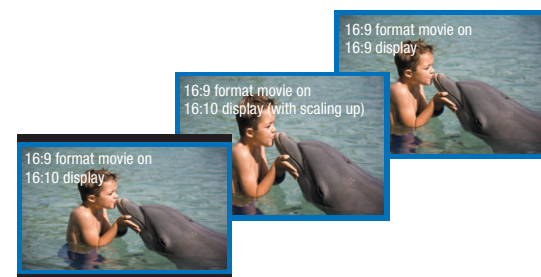 16:9 format movie on
16:9 display
16:9 format movie on
16:10 display (with scaling up)
16:9 format movie on
16:10 display